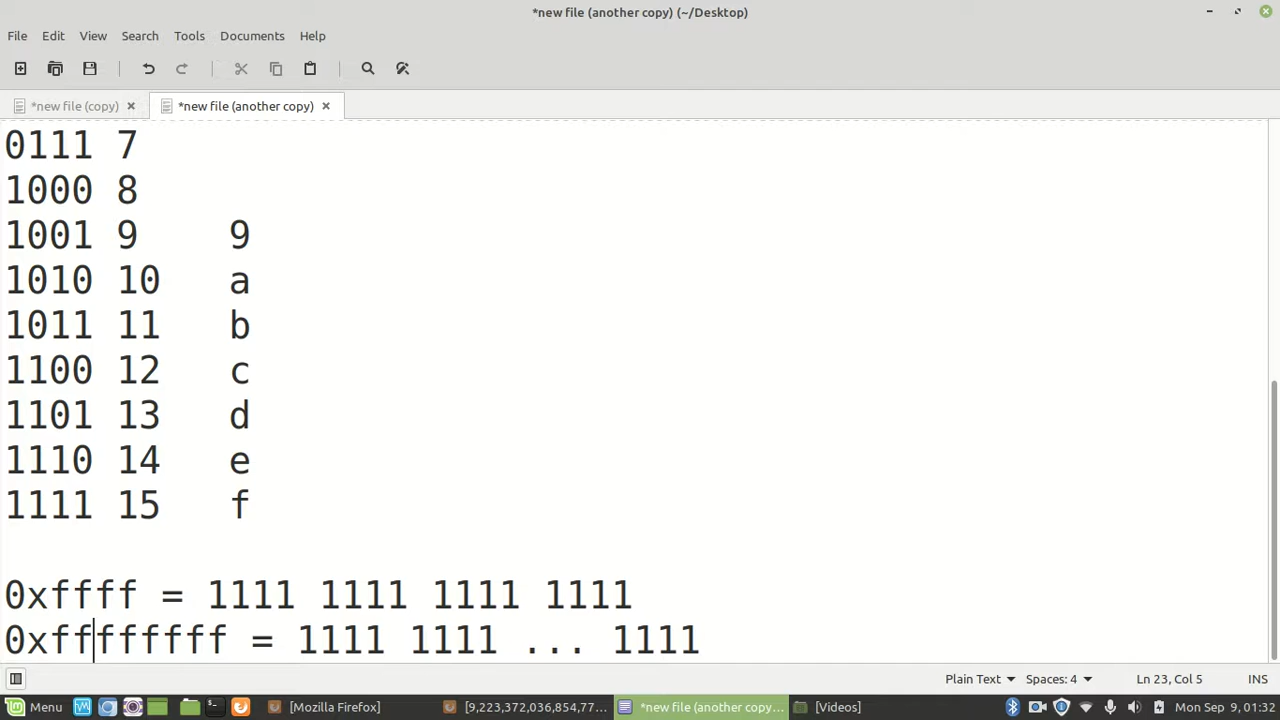 *new file (another copy) (~/Desktop)
File Edit View Search Tools Documents Help
*new file (copy) *new file (another copy)
0111 7
1000 8
1001 9 9
1010 10 a
1011 11 b
1100 12 c
1101 13 d
1110 14 e
1111 15 f
0xffff = 1111 1111 1111 1111
0xffffffff = 1111 1111 ... 1111
Plain Text Spaces: 4 Ln 23, Col 5 INS
Menu [Mozilla Firefox] [9,223,372,036,854,77... *new file (another copy... [Videos] Mon Sep 9, 01:32